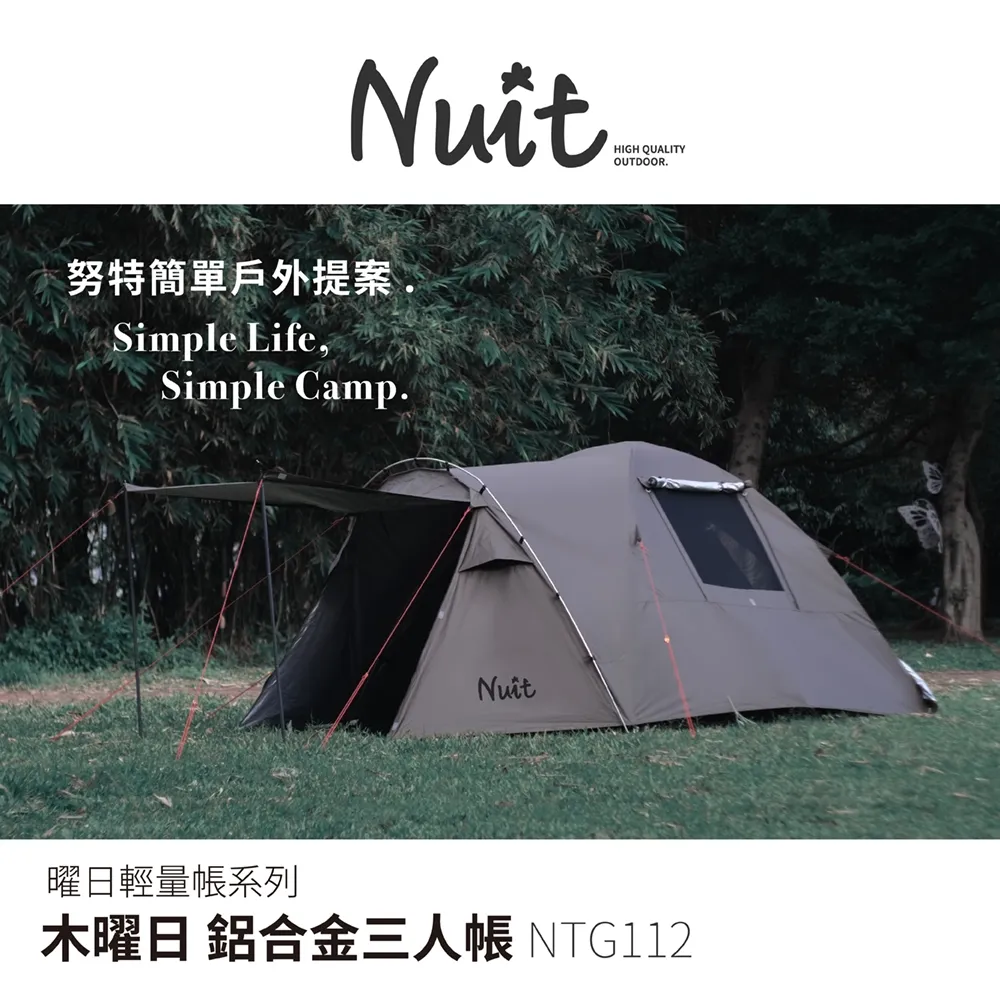 Nuit
HIGH QUALITY
OUTDOOR.
努特簡單戶外提案 .
Simple Life,
Simple Camp.
Nuit
曜日輕量帳系列
木曜日 鋁合金三人帳 NTG112